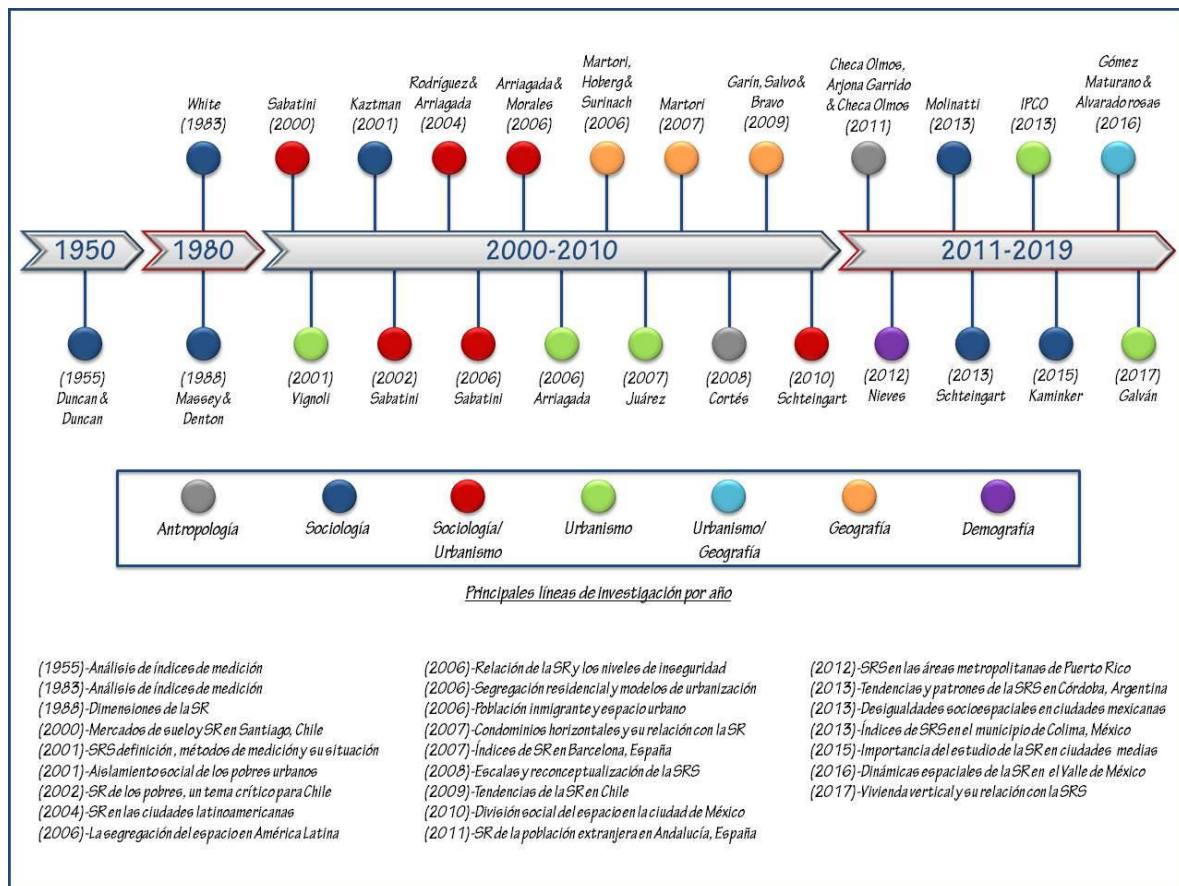 White
(1983)
Sabatini
(2000)
Kaztman
(2001)
Rodríguez &
Arriagada
(2004)
Arriagada &
Morales
(2006)
Martori,
Hoberg &
Surinach
(2006)
Martori
(2007)
Garín, Salvo &
Bravo
(2009)
Checa Olmos,
Arjona Garrido
& Checa Olmos
(2011)
Molinatti
(2013)
IPCO
(2013)
Gómez
Maturano &
Alvarado rosas
(2016)
1950
1980
2000-2010
2011-2019
(1955)
Duncan &
Duncan
(1988)
Massey &
Denton
(2001)
Vignoli
(2002)
Sabatini
(2006)
Sabatini
(2006)
Arriagada
(2007)
Juárez
(2008)
Cortés
(2010)
Schteingart
(2012)
Nieves
(2013)
Schteingart
(2015)
Kaminker
(2017)
Galván
Antropología
Sociología
Sociología/
Urbanismo
Urbanismo
Urbanismo/
Geografía
Geografía
Demografía
Principales líneas de investigación por año
(1955)-Análisis de índices de medición
(1983)-Análisis de índices de medición
(1988)-Dimensiones de la SR
(2000)-Mercados de suelo y SR en Santiago, Chile
(2001)-SRS definición , métodos de medición y su situación
(2001)-Aislamiento social de los pobres urbanos
(2002)-SR de los pobres, un tema crítico para Chile
(2004)-SR en las ciudades latinoamericanas
(2006)-La segregación del espacio en América Latina
(2006)-Relación de la SR y los niveles de inseguridad
(2006)-Segregación residencial y modelos de urbanización
(2006)-Población inmigrante y espacio urbano
(2007)-Condominios horizontales y su relación con la SR
(2007)-Índices de SR en Barcelona, España
(2008)-Escalas y reconceptualización de la SRS
(2009)-Tendencias de la SR en Chile
(2010)-División social del espacio en la ciudad de México
(2011)-SR de la población extranjera en Andalucía, España
(2012)-SRS en las áreas metropolitanas de Puerto Rico
(2013)-Tendencias y patrones de la SRS en Córdoba, Argentina
(2013)-Desigualdades socioespaciales en ciudades mexicanas
(2013)-Índices de SRS en el municipio de Colima, México
(2015)-Importancia del estudio de la SR en ciudades medias
(2016)-Dinámicas espaciales de la SR en el Valle de México
(2017)-Vivienda vertical y su relación con la SRS